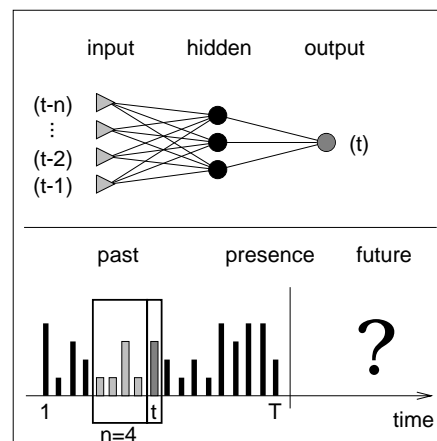 input hidden output
(t-n)
...
(t-2)
(t-1)
(t)
past presence future
?
1 t T time
n=4